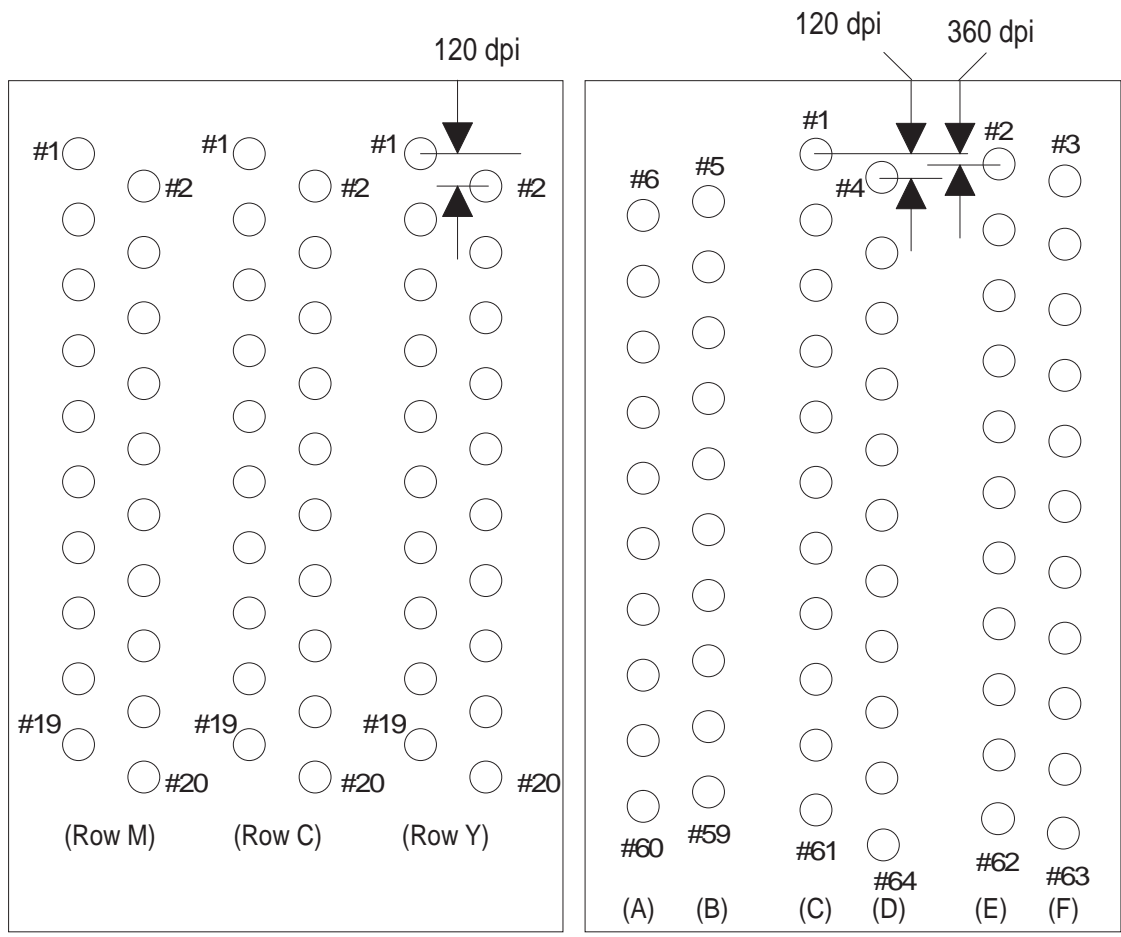 120 dpi
#1 #1 #1
#2 #2 #2
#19 #19 #19
#20 #20 #20
(Row M) (Row C) (Row Y)
120 dpi 360 dpi
#1 #2
#3
#5
#4
#6
#60 #59 #61 #62
#64 #63
(A) (B) (C) (D) (E) (F)